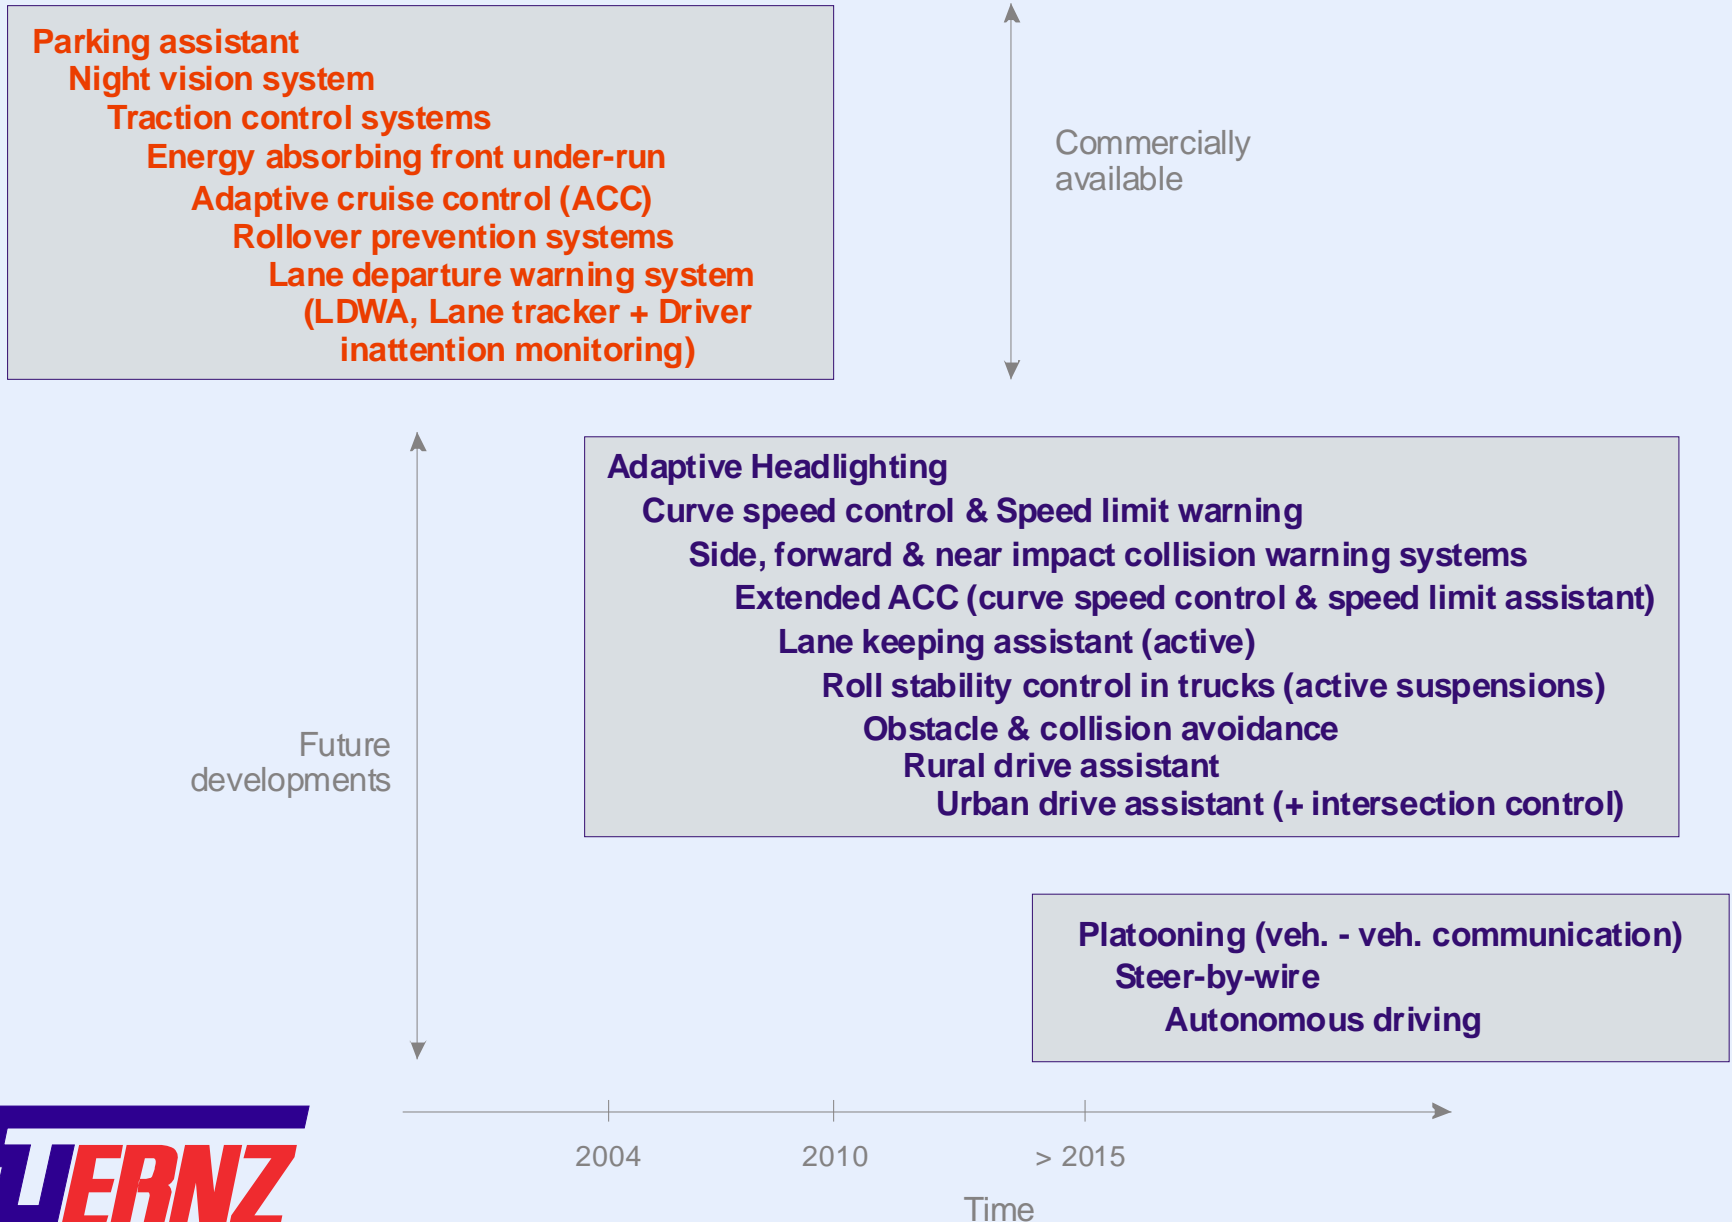 Parking assistant
Night vision system
Traction control systems
Energy absorbing front under-run
Adaptive cruise control (ACC)
Rollover prevention systems
Lane departure warning system
(LDWA, Lane tracker + Driver
inattention monitoring)
Commercially
available
Adaptive Headlighting
Curve speed control & Speed limit warning
Side, forward & near impact collision warning systems
Extended ACC (curve speed control & speed limit assistant)
Lane keeping assistant (active)
Roll stability control in trucks (active suspensions)
Obstacle & collision avoidance
Rural drive assistant
Urban drive assistant (+ intersection control)
Future
developments
Platooning (veh. - veh. communication)
Steer-by-wire
Autonomous driving
2004
2010
> 2015
Time
TERNZ